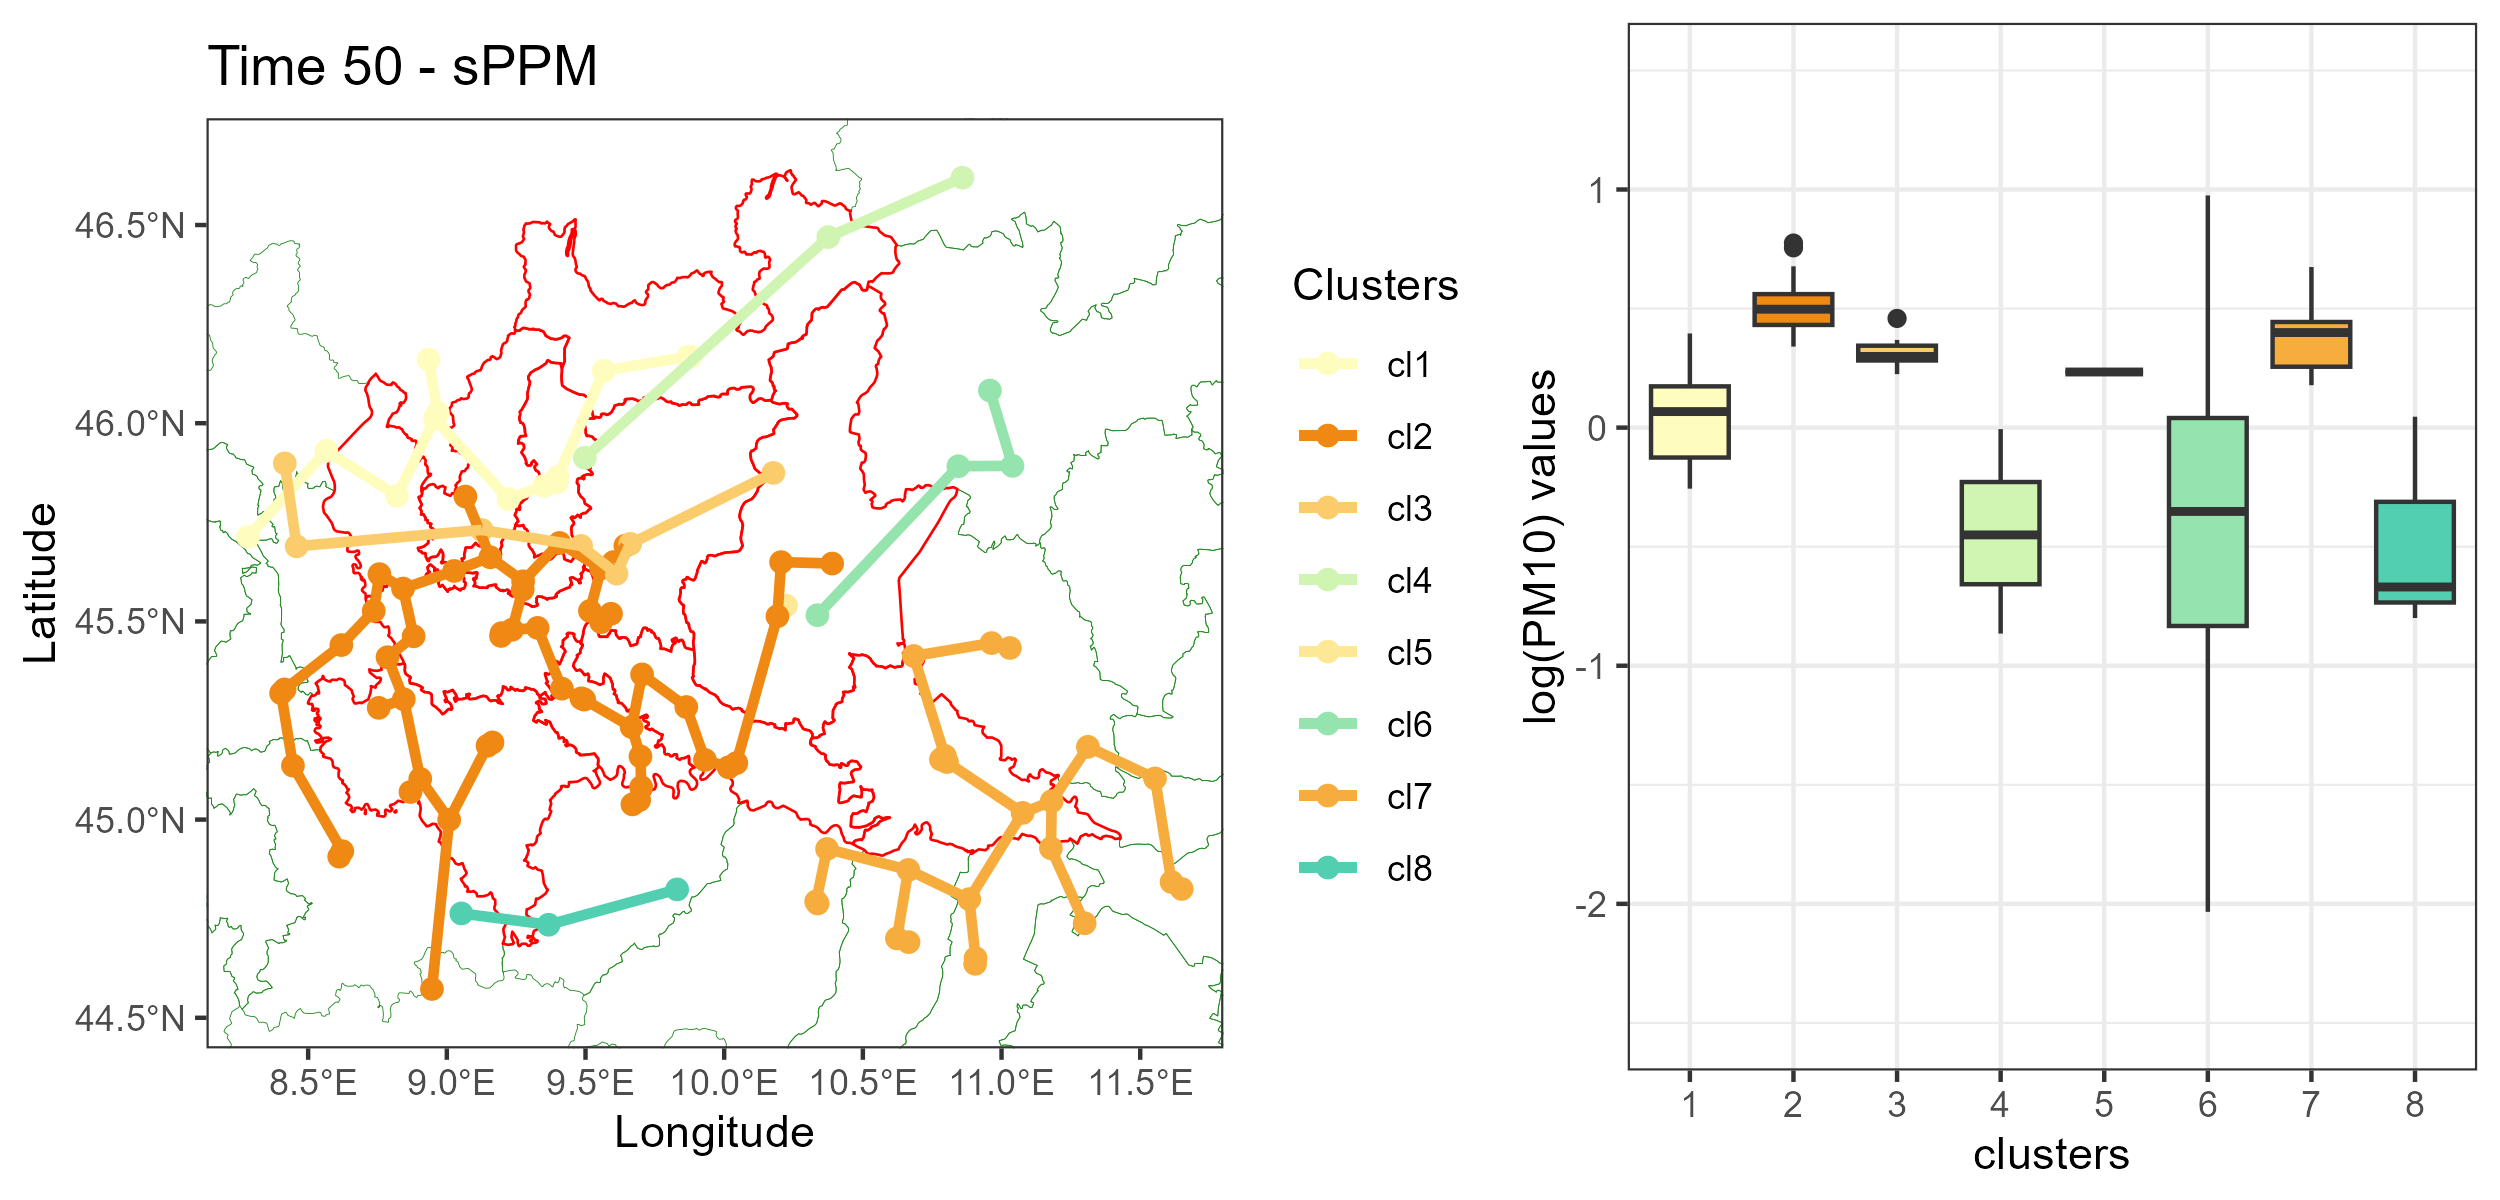 Time 50 - sPPM
Latitude
46.5°N
46.0°N
45.5°N
45.0°N
44.5°N
8.5°E 9.0°E 9.5°E 10.0°E 10.5°E 11.0°E 11.5°E
Longitude
Clusters
cl1
cl2
cl3
cl4
cl5
cl6
cl7
cl8
log(PM10) values
1
0
-1
-2
1 2 3 4 5 6 7 8
clusters